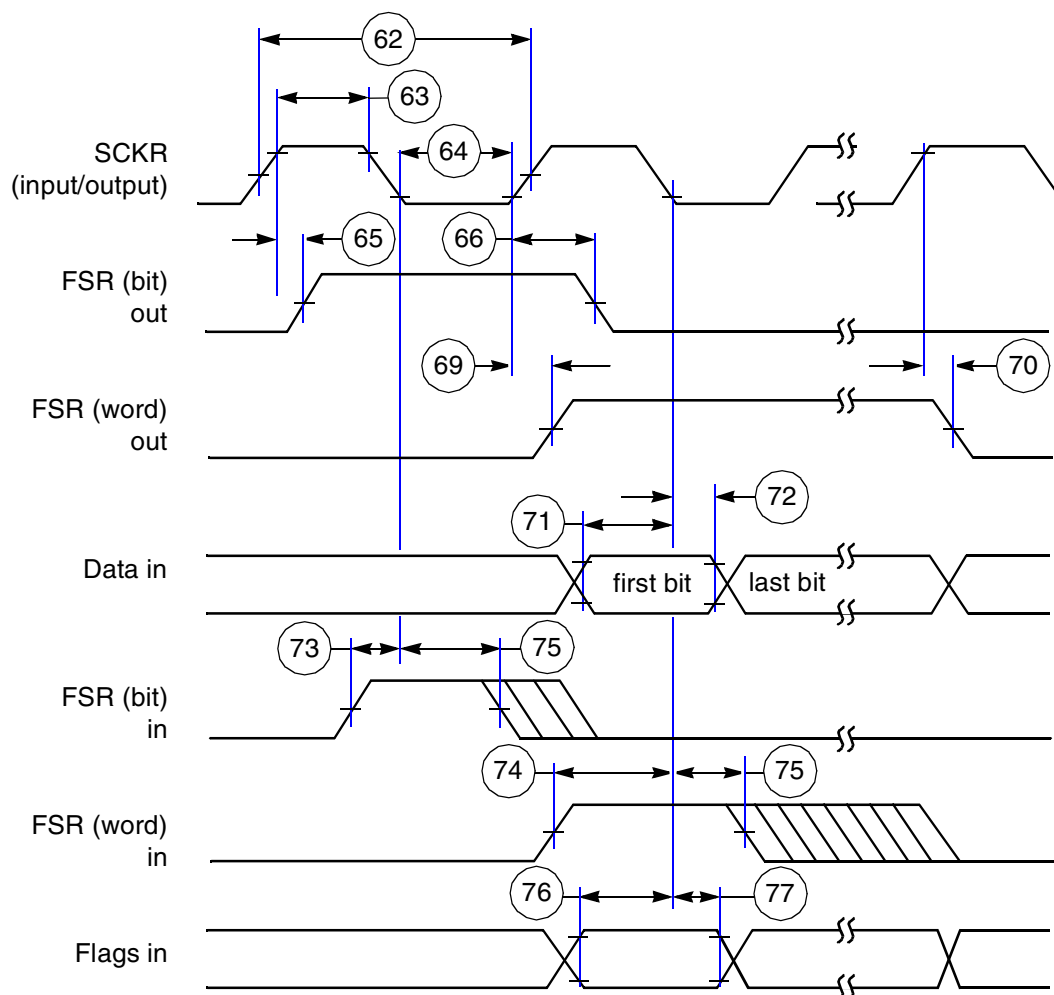 62
63
SCKR
(input/output)
64
65
66
FSR (bit)
out
69
70
FSR (word)
out
71
72
Data in
first bit
last bit
73
75
FSR (bit)
in
74
75
FSR (word)
in
76
77
Flags in